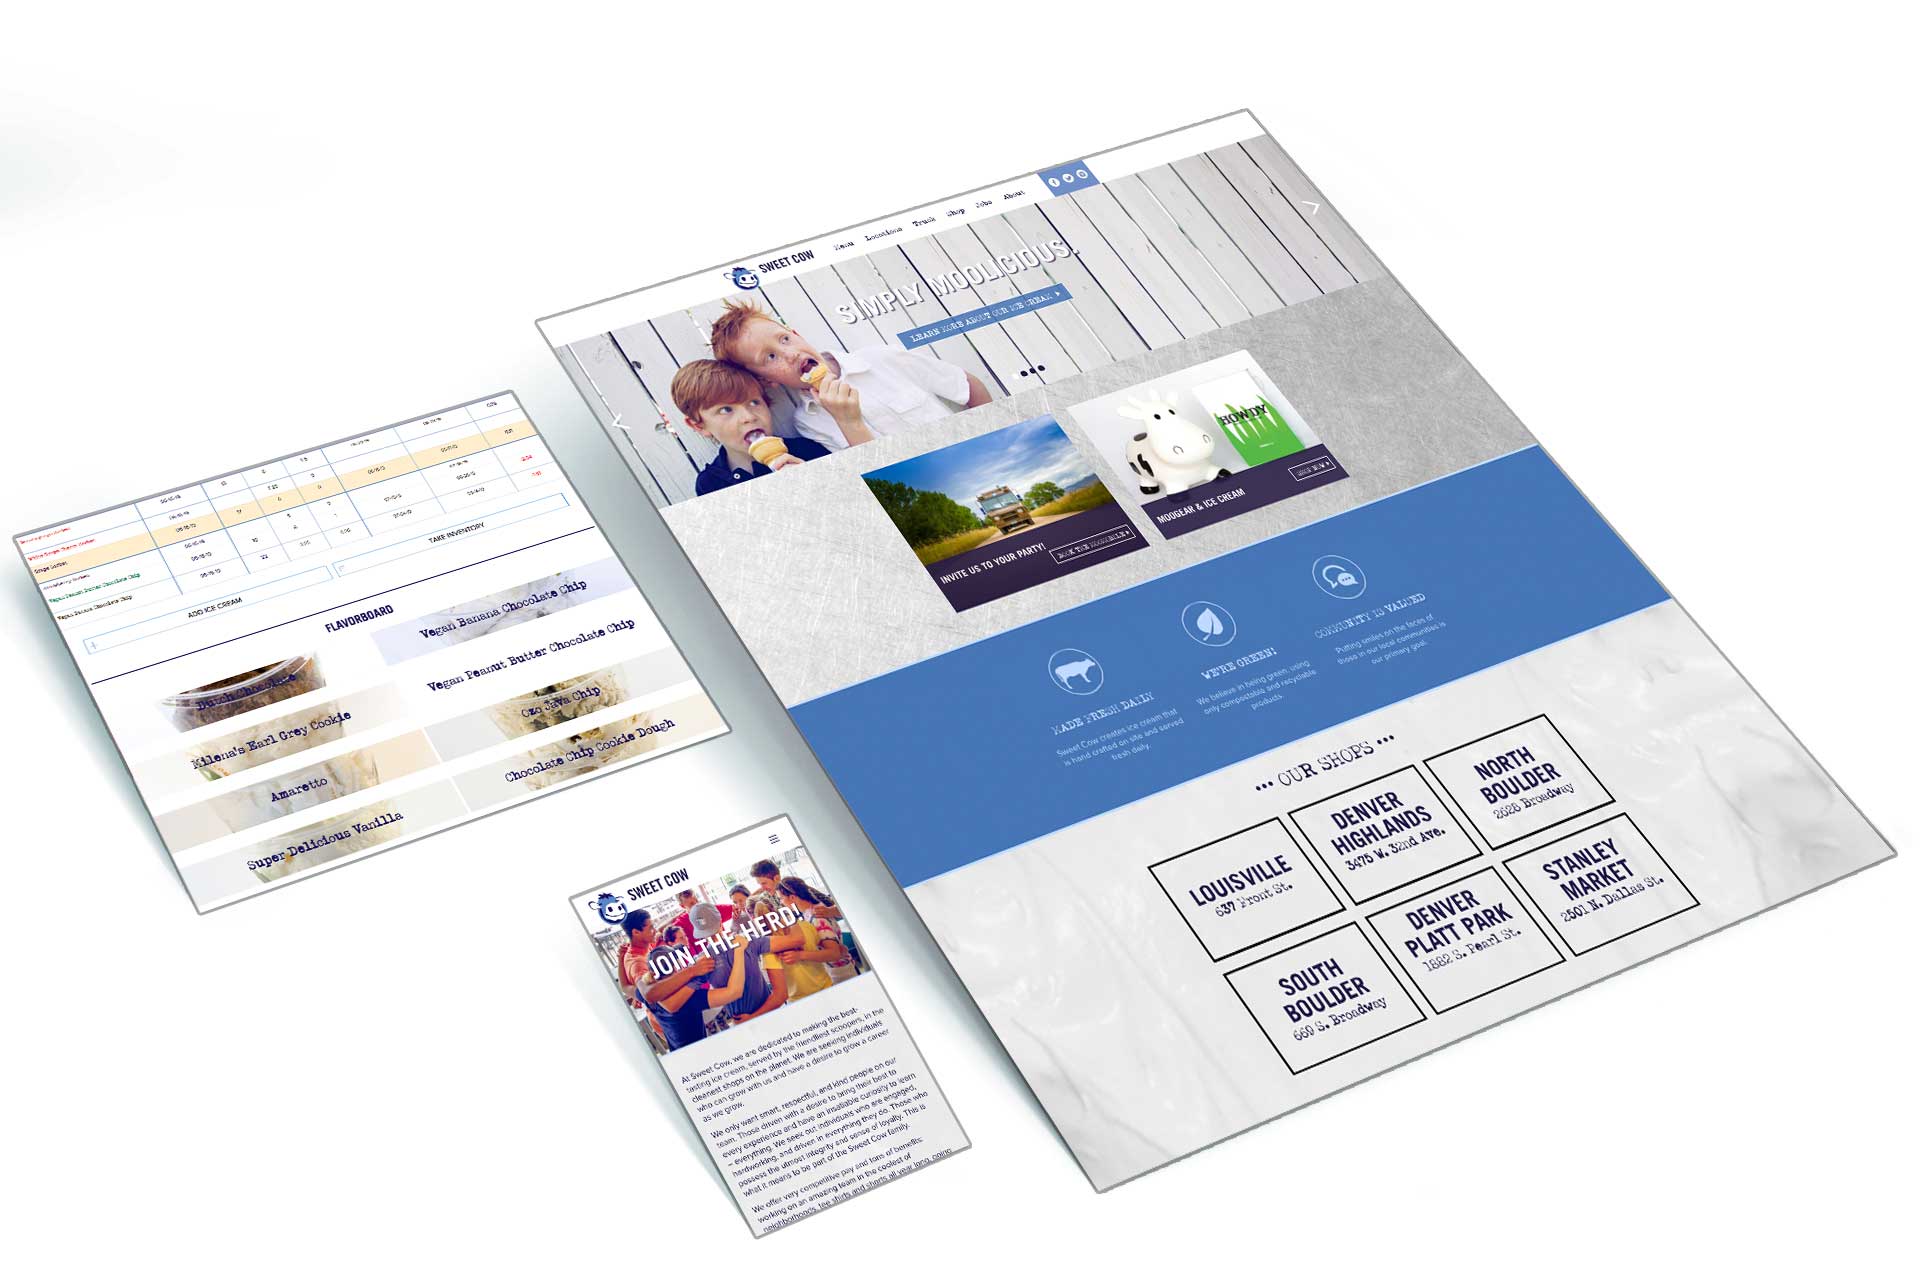 SWEET COW
Menu
Locations
Truck
Shop
Jobs
About
SIMPLY MOOLICIOUS!
LEARN MORE ABOUT OUR ICE CREAM
HOWDY
INVITE US TO YOUR PARTY!
BOOK THE MOOMOBILE
MOOGEAR & ICE CREAM
SHOP NOW
MADE FRESH DAILY
Sweet Cow creates ice cream that
is hand crafted on site and served
fresh daily.
WE'RE GREEN!
We believe in being green, using
only compostable and recyclable
products.
COMMUNITY IS VALUED
Putting smiles on the faces of
those in our local communities is
our primary goal.
••• OUR SHOPS •••
LOUISVILLE
637 Front St.
DENVER
HIGHLANDS
3475 W. 32nd Ave.
NORTH
BOULDER
2628 Broadway
SOUTH
BOULDER
669 S. Broadway
DENVER
PLATT PARK
1882 S. Pearl St.
STANLEY
MARKET
2501 N. Dallas St.
ADD ICE CREAM
TAKE INVENTORY
FLAVORBOARD
Dutch Chocolate
Vegan Banana Chocolate Chip
Kilena's Earl Grey Cookie
Vegan Peanut Butter Chocolate Chip
Amaretto
Ozo Java Chip
Super Delicious Vanilla
Chocolate Chip Cookie Dough
SWEET COW
JOIN THE HERD!
At Sweet Cow, we are dedicated to making the best-
tasting ice cream, served by the friendliest scoopers, in the
cleanest shops on the planet. We are seeking individuals
who can grow with us and have a desire to grow a career
as we grow.
We only want smart, respectful, and kind people on our
team. Those driven with a desire to bring their best to
every experience and have an insatiable curiosity to learn
– everything. We seek out individuals who are engaged,
hardworking, and driven in everything they do. Those who
possess the utmost integrity and sense of loyalty. This is
what it means to be part of the Sweet Cow family.
We offer very competitive pay and tons of benefits:
working on an amazing team in the coolest of
neighborhoods, tee shirts and shorts all year long, going